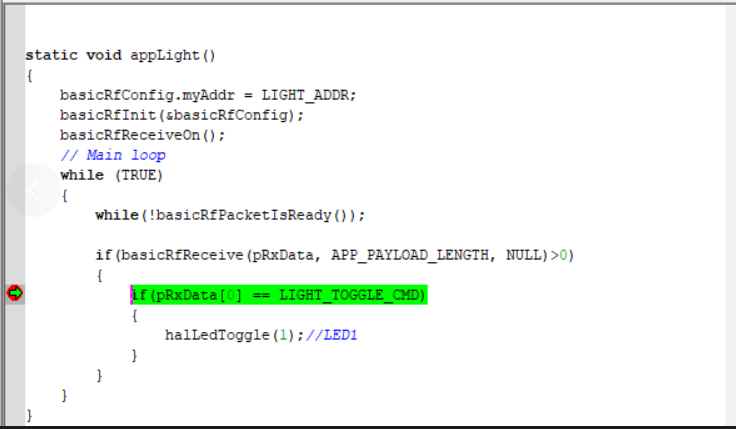 static void appLight()
{
basicRfConfig.myAddr = LIGHT_ADDR;
basicRfInit(&basicRfConfig);
basicRfReceiveOn();
// Main loop
while (TRUE)
{
while(!basicRfPacketIsReady());
if(basicRfReceive(pRxData, APP_PAYLOAD_LENGTH, NULL)>0)
{
if(pRxData[0] == LIGHT_TOGGLE_CMD)
{
halLedToggle(1);//LED1
}
}
}
}